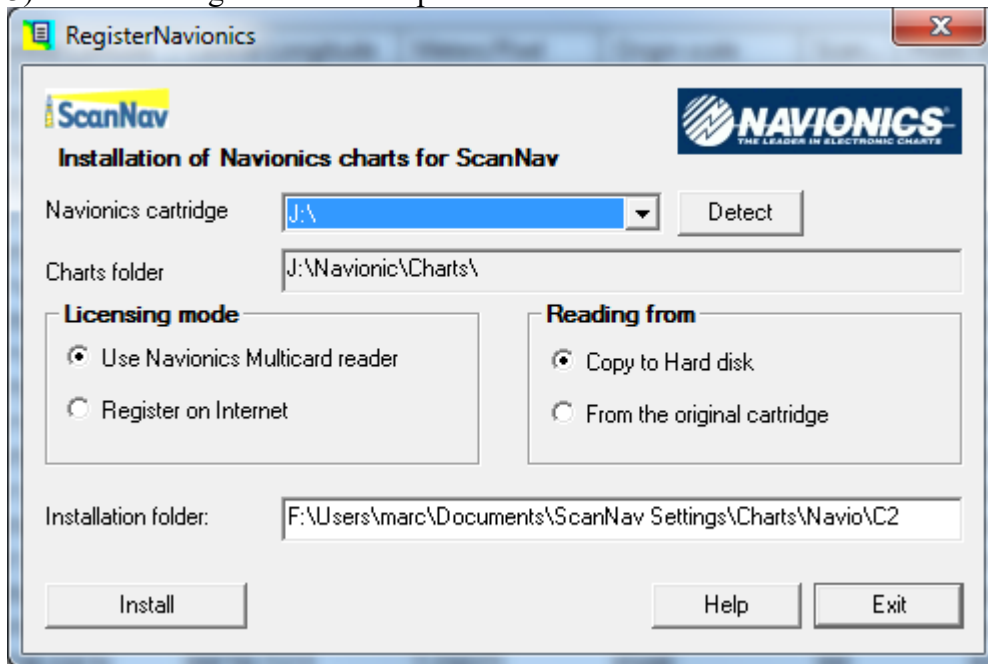 RegisterNavionics
ScanNav
NAVIONICS
THE LEADER IN ELECTRONIC CHARTS
Installation of Navionics charts for ScanNav
Navionics cartridge J:\ Detect
Charts folder J:\Navionic\Charts\
Licensing mode Reading from
Use Navionics Multicard reader Copy to Hard disk
Register on Internet From the original cartridge
Installation folder: F:\Users\marc\Documents\ScanNav Settings\Charts\Navio\C2
Install Help Exit